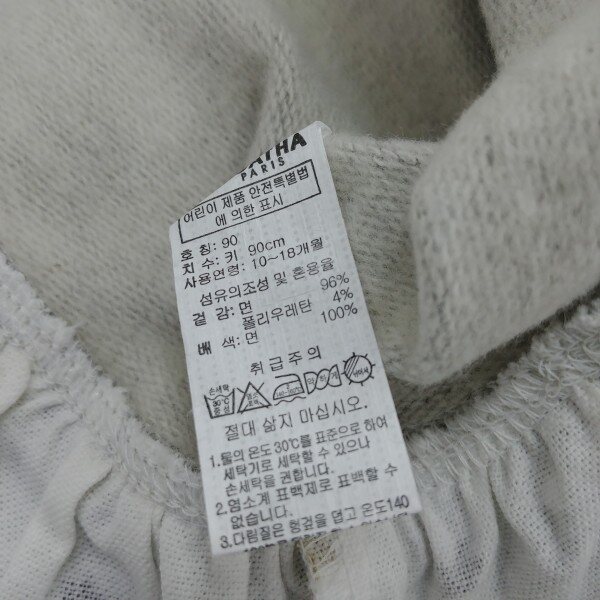 PARIS
어린이 제품 안전특별법
에 의한 표시
호 칭: 90
치 수: 키 90cm
사용연령: 10~18개월
섬유의조성 및 혼용율
겉 감: 면 96%
폴리우레탄 4%
배 색: 면 100%
취급주의
손세탁
30℃
중성
절대 삶지 마십시오.
1.물의 온도 30℃를 표준으로 하여
세탁기로 세탁할 수 있으나
손세탁을 권합니다.
2.염소계 표백제로 표백할 수
없습니다.
3.다림질은 헝겊을 덮고 온도140